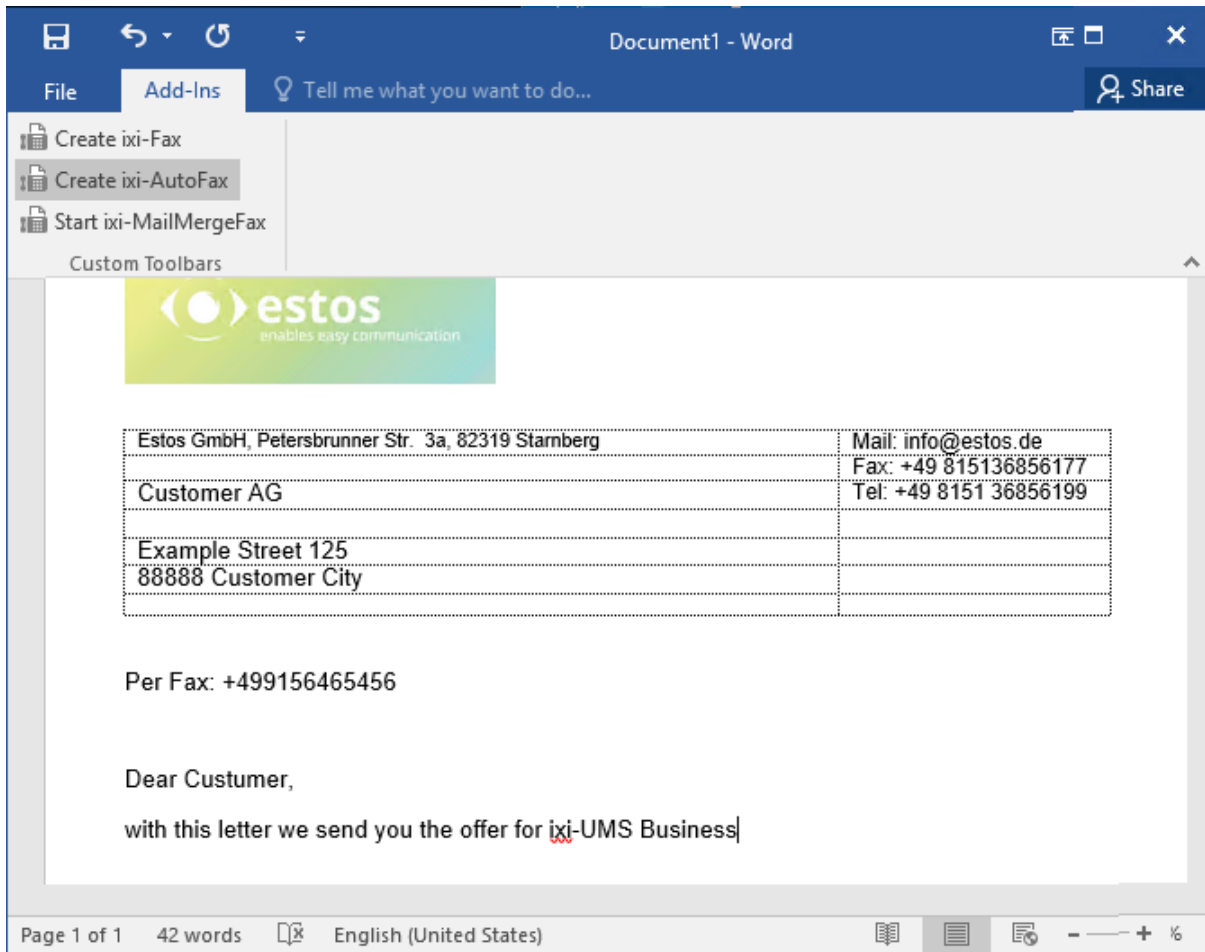 Document1 - Word
File Add-Ins Tell me what you want to do... Share
Create ixi-Fax
Create ixi-AutoFax
Start ixi-MailMergeFax
Custom Toolbars
estos
enables easy communication
Estos GmbH, Petersbrunner Str. 3a, 82319 Starnberg Mail: info@estos.de
Fax: +49 815136856177
Customer AG Tel: +49 8151 36856199
Example Street 125
88888 Customer City
Per Fax: +499156465456
Dear Custumer,
with this letter we send you the offer for ixi-UMS Business
Page 1 of 1 42 words English (United States)